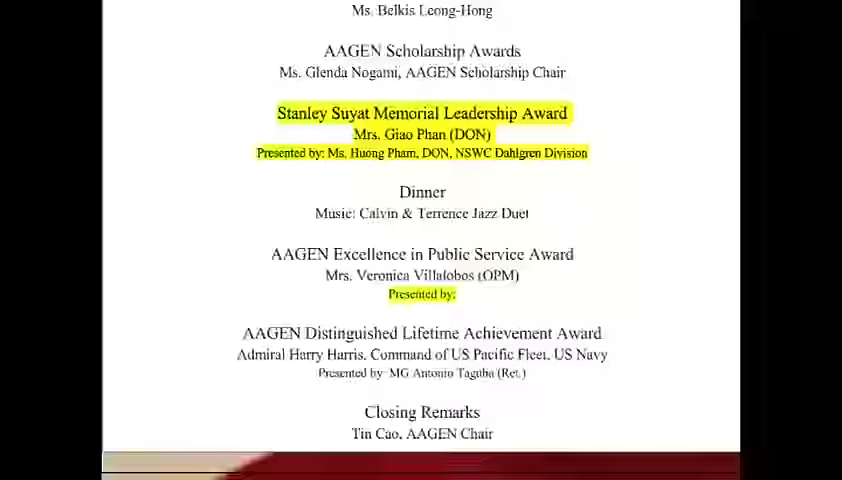 Ms. Belkis Leong-Hong
AAGEN Scholarship Awards
Ms. Glenda Nogami, AAGEN Scholarship Chair
Stanley Suyat Memorial Leadership Award
Mrs. Giao Phan (DON)
Presented by: Ms. Huong Pham, DON, NSWC Dahlgren Division
Dinner
Music: Calvin & Terrence Jazz Duet
AAGEN Excellence in Public Service Award
Mrs. Veronica Villalobos (OPM)
Presented by:
AAGEN Distinguished Lifetime Achievement Award
Admiral Harry Harris, Command of US Pacific Fleet, US Navy
Presented by: MG Antonio Taguba (Ret.)
Closing Remarks
Tin Cao, AAGEN Chair